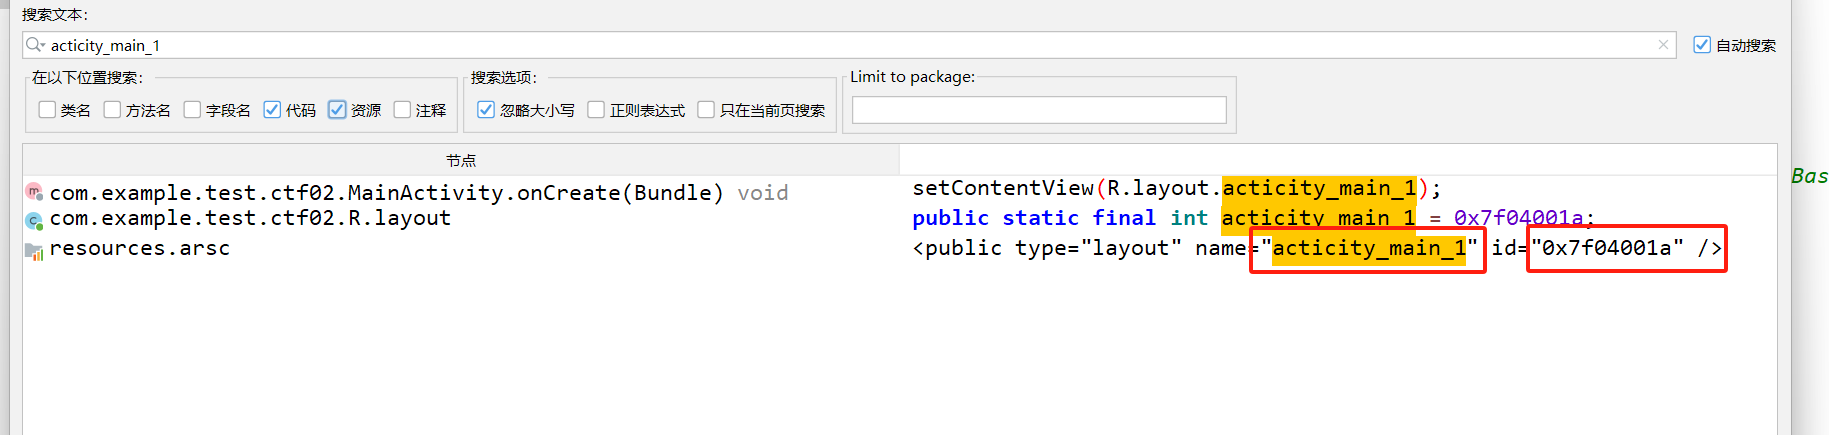 搜索文本:
acticity_main_1
自动搜索
在以下位置搜索:
类名 方法名 字段名 代码 资源 注释
搜索选项:
忽略大小写 正则表达式 只在当前页搜索
Limit to package:
节点
com.example.test.ctf02.MainActivity.onCreate(Bundle) void setContentView(R.layout.acticity_main_1);
com.example.test.ctf02.R.layout public static final int acticity_main_1 = 0x7f04001a;
resources.arsc <public type="layout" name="acticity_main_1" id="0x7f04001a" />
Bas